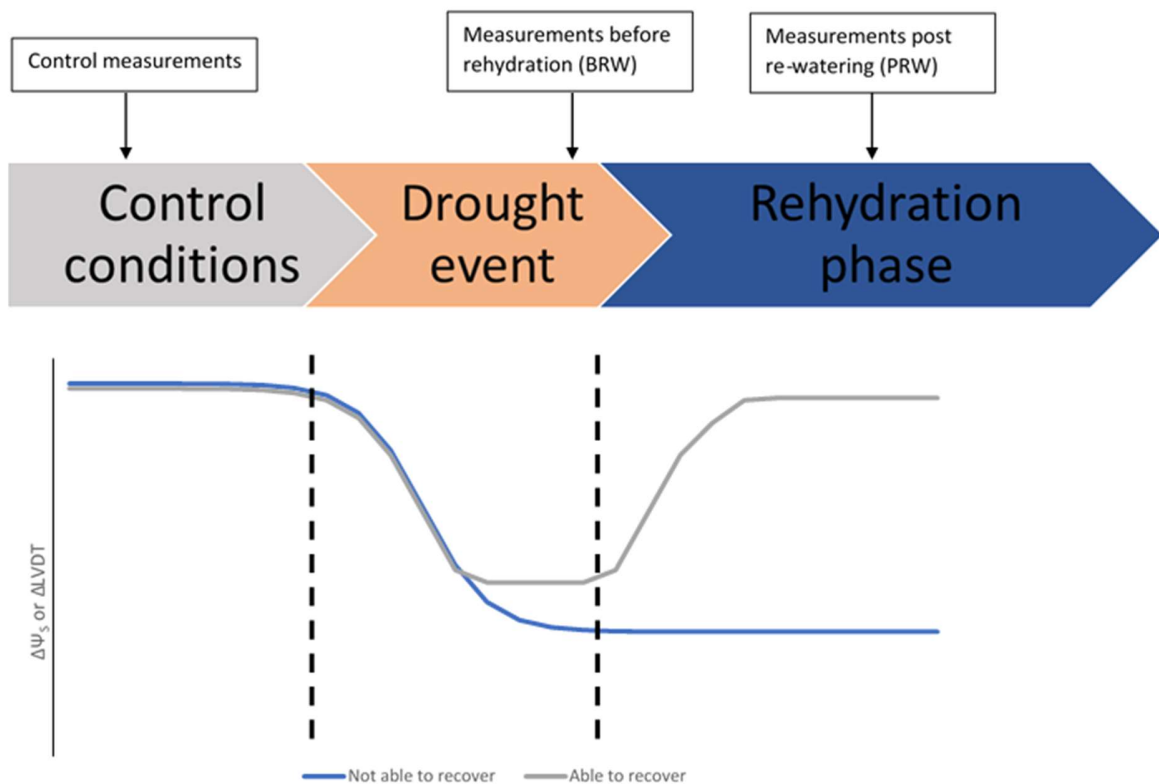 Control measurements
Measurements before
rehydration (BRW)
Measurements post
re-watering (PRW)
Control
conditions
Drought
event
Rehydration
phase
ΔΨs or ΔLVDT
Not able to recover
Able to recover